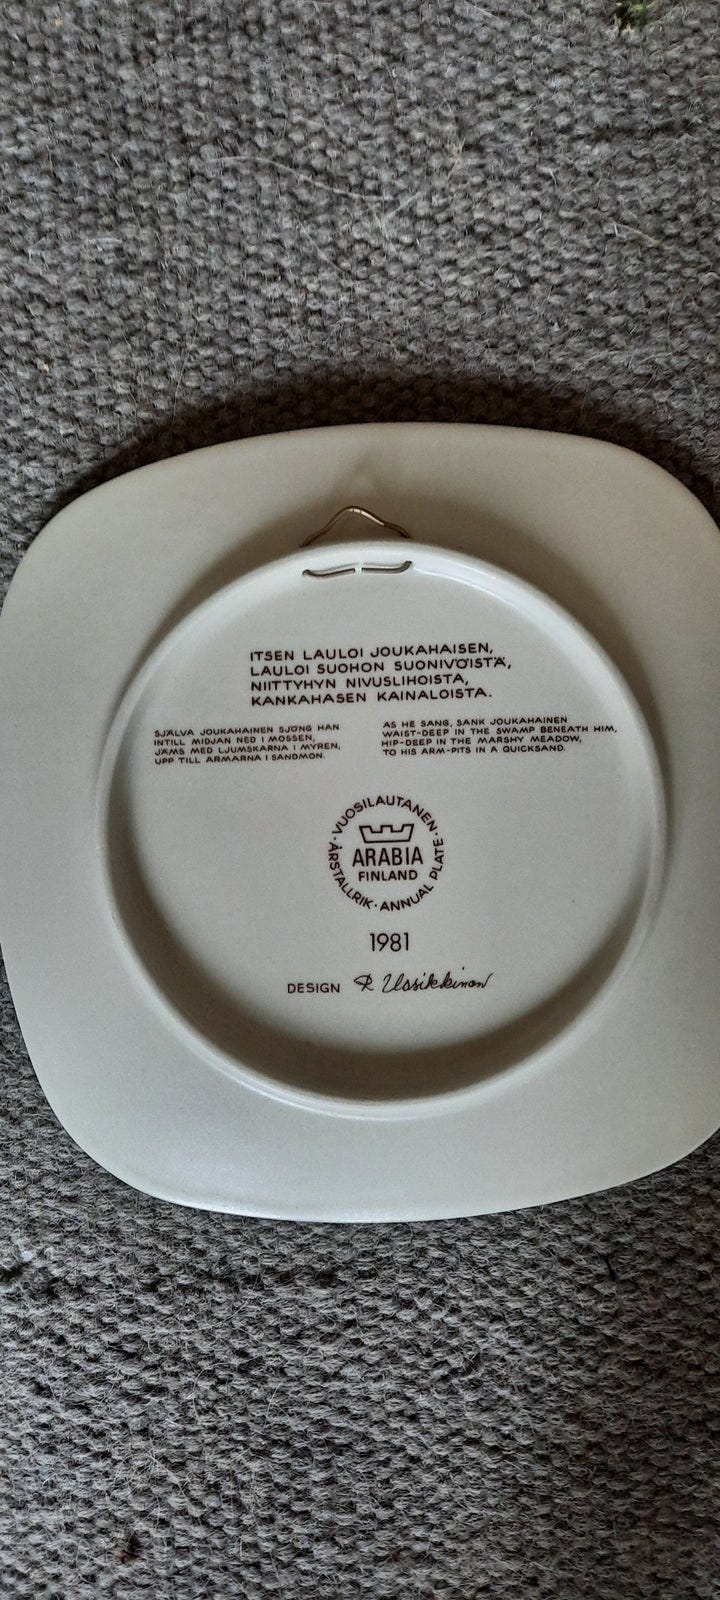 ITSEN LAULOI JOUKAHAISEN,
LAULOI SUOHON SUONIVÖISTÄ,
NIITTYHYN NIVUSLIHOISTA,
KANKAHASEN KAINALOISTA.
SJÄLVA JOUKAHAINEN SJÖNG HAN
INTILL MIDJAN NED I MOSSEN,
JÄMS MED LJUMSKARNA I MYREN,
UPP TILL ARMARNA I SANDMON.
AS HE SANG, SANK JOUKAHAINEN
WAIST-DEEP IN THE SWAMP BENEATH HIM,
HIP-DEEP IN THE MARSHY MEADOW,
TO HIS ARM-PITS IN A QUICKSAND.
· VUOSILAUTANEN · ANNUAL PLATE · ÅRSTALLRIK
ARABIA
FINLAND
1981
DESIGN R Uosikkinen